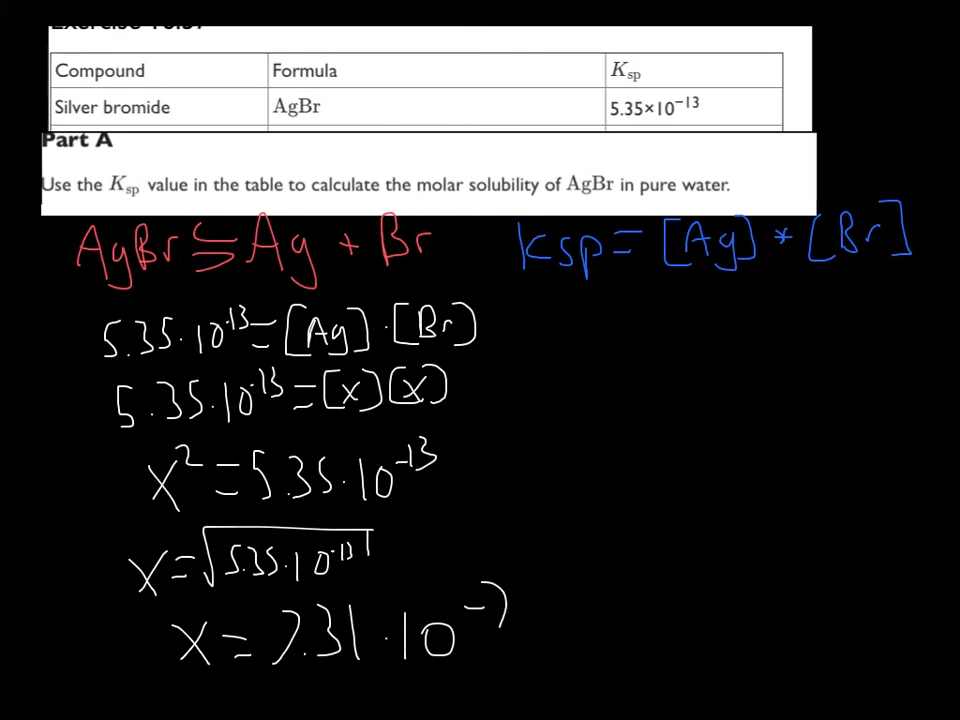 Compound Formula Ksp
Silver bromide AgBr 5.35×10⁻¹³
Part A
Use the Ksp value in the table to calculate the molar solubility of AgBr in pure water.
AgBr ⇌ Ag + Br
Ksp = [Ag] * [Br]
5.35·10⁻¹³ = [Ag]·[Br]
5.35·10⁻¹³ = [x][x]
x² = 5.35·10⁻¹³
x = √5.35·10⁻¹³
x = 7.31·10⁻⁷